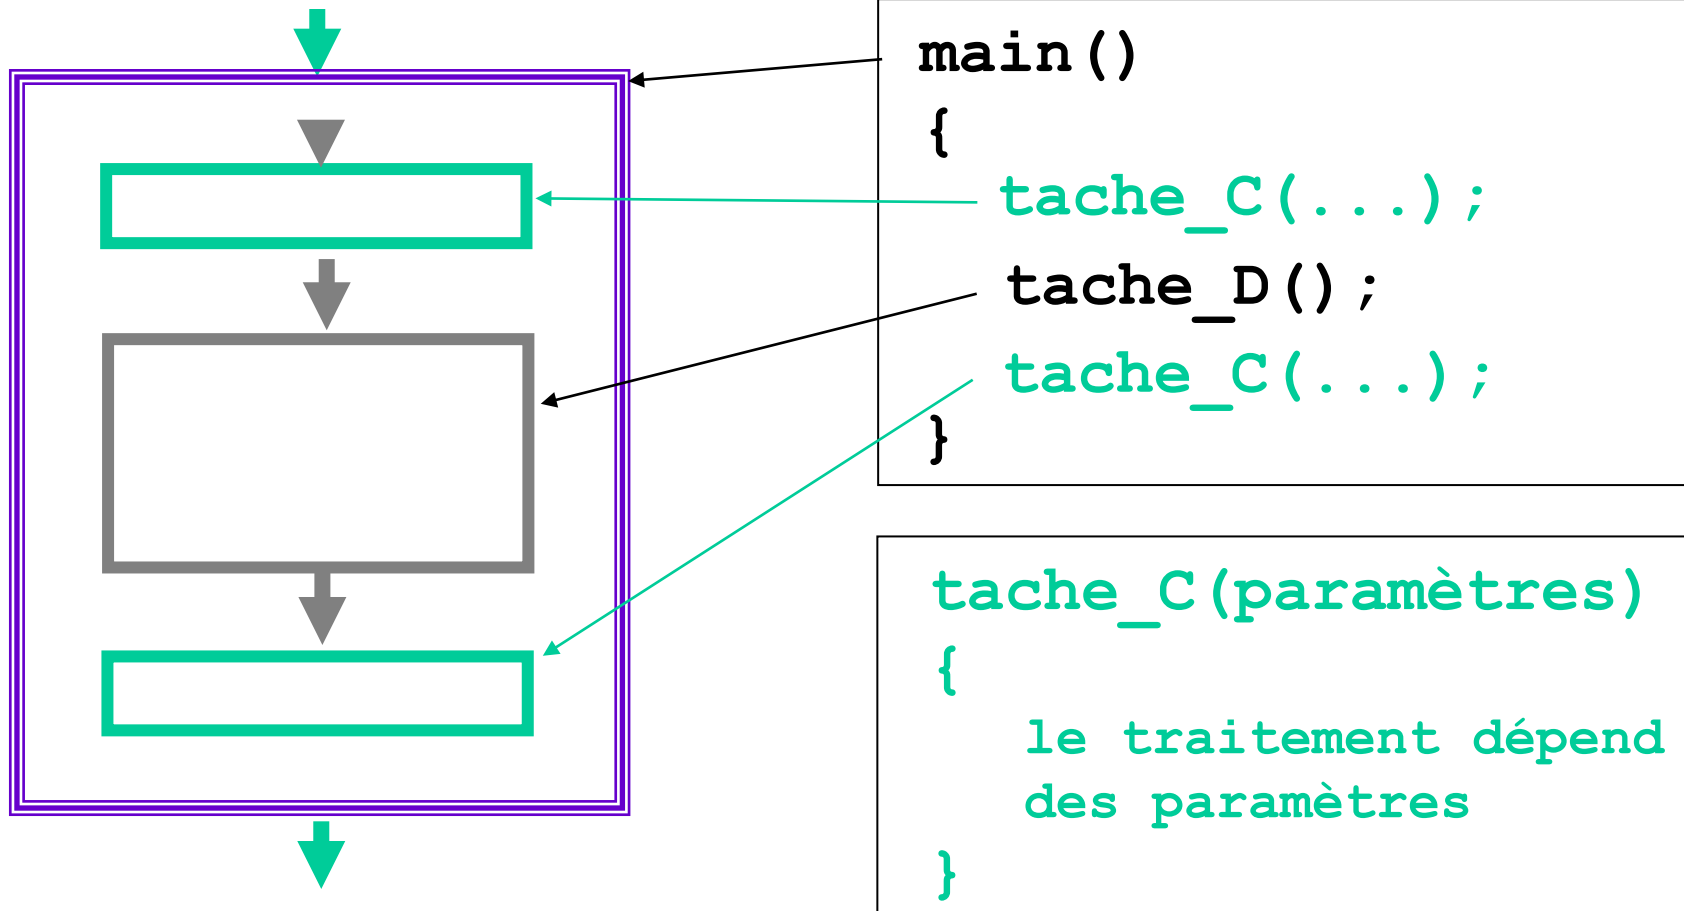 main()
{
tache_C(...);
tache_D();
tache_C(...);
}
tache_C(paramètres)
{
le traitement dépend
des paramètres
}